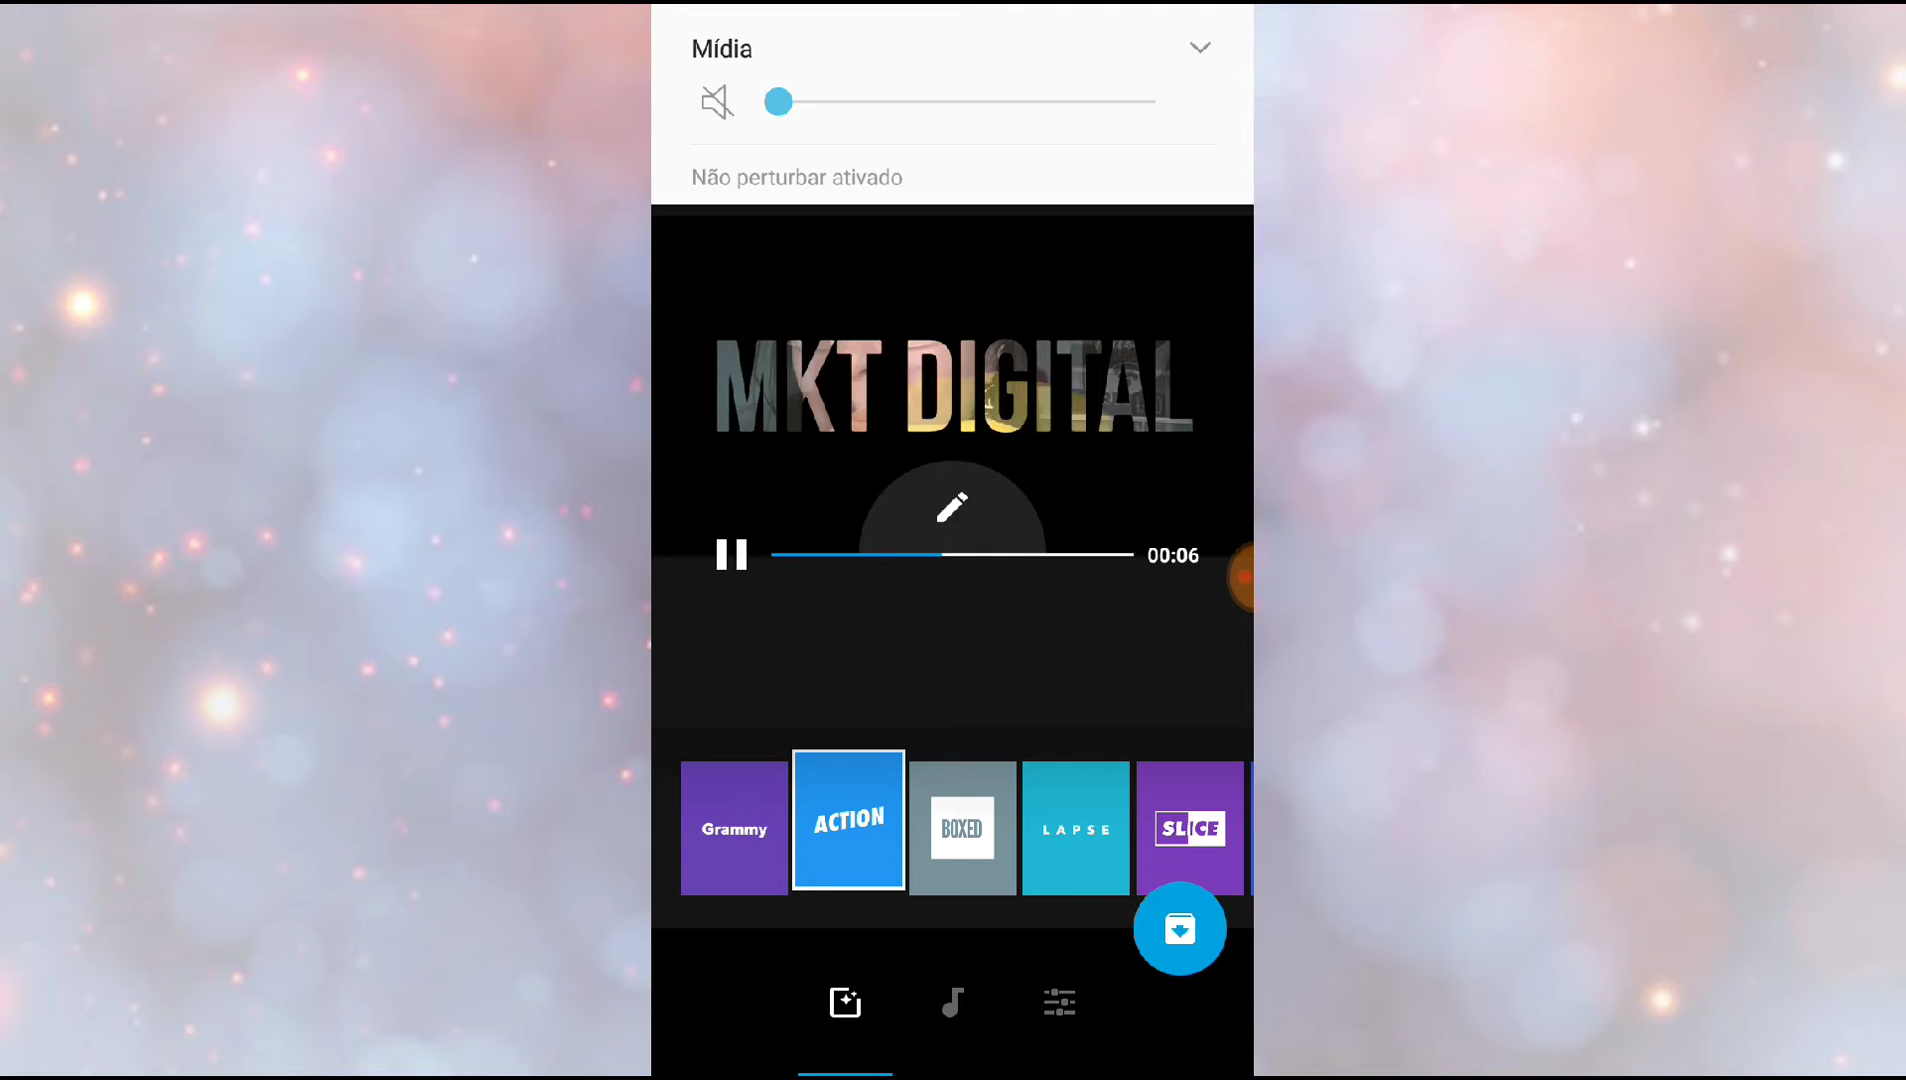 Mídia
Não perturbar ativado
MKT DIGITAL
00:06
Grammy
ACTION
BOXED
LAPSE
SLICE